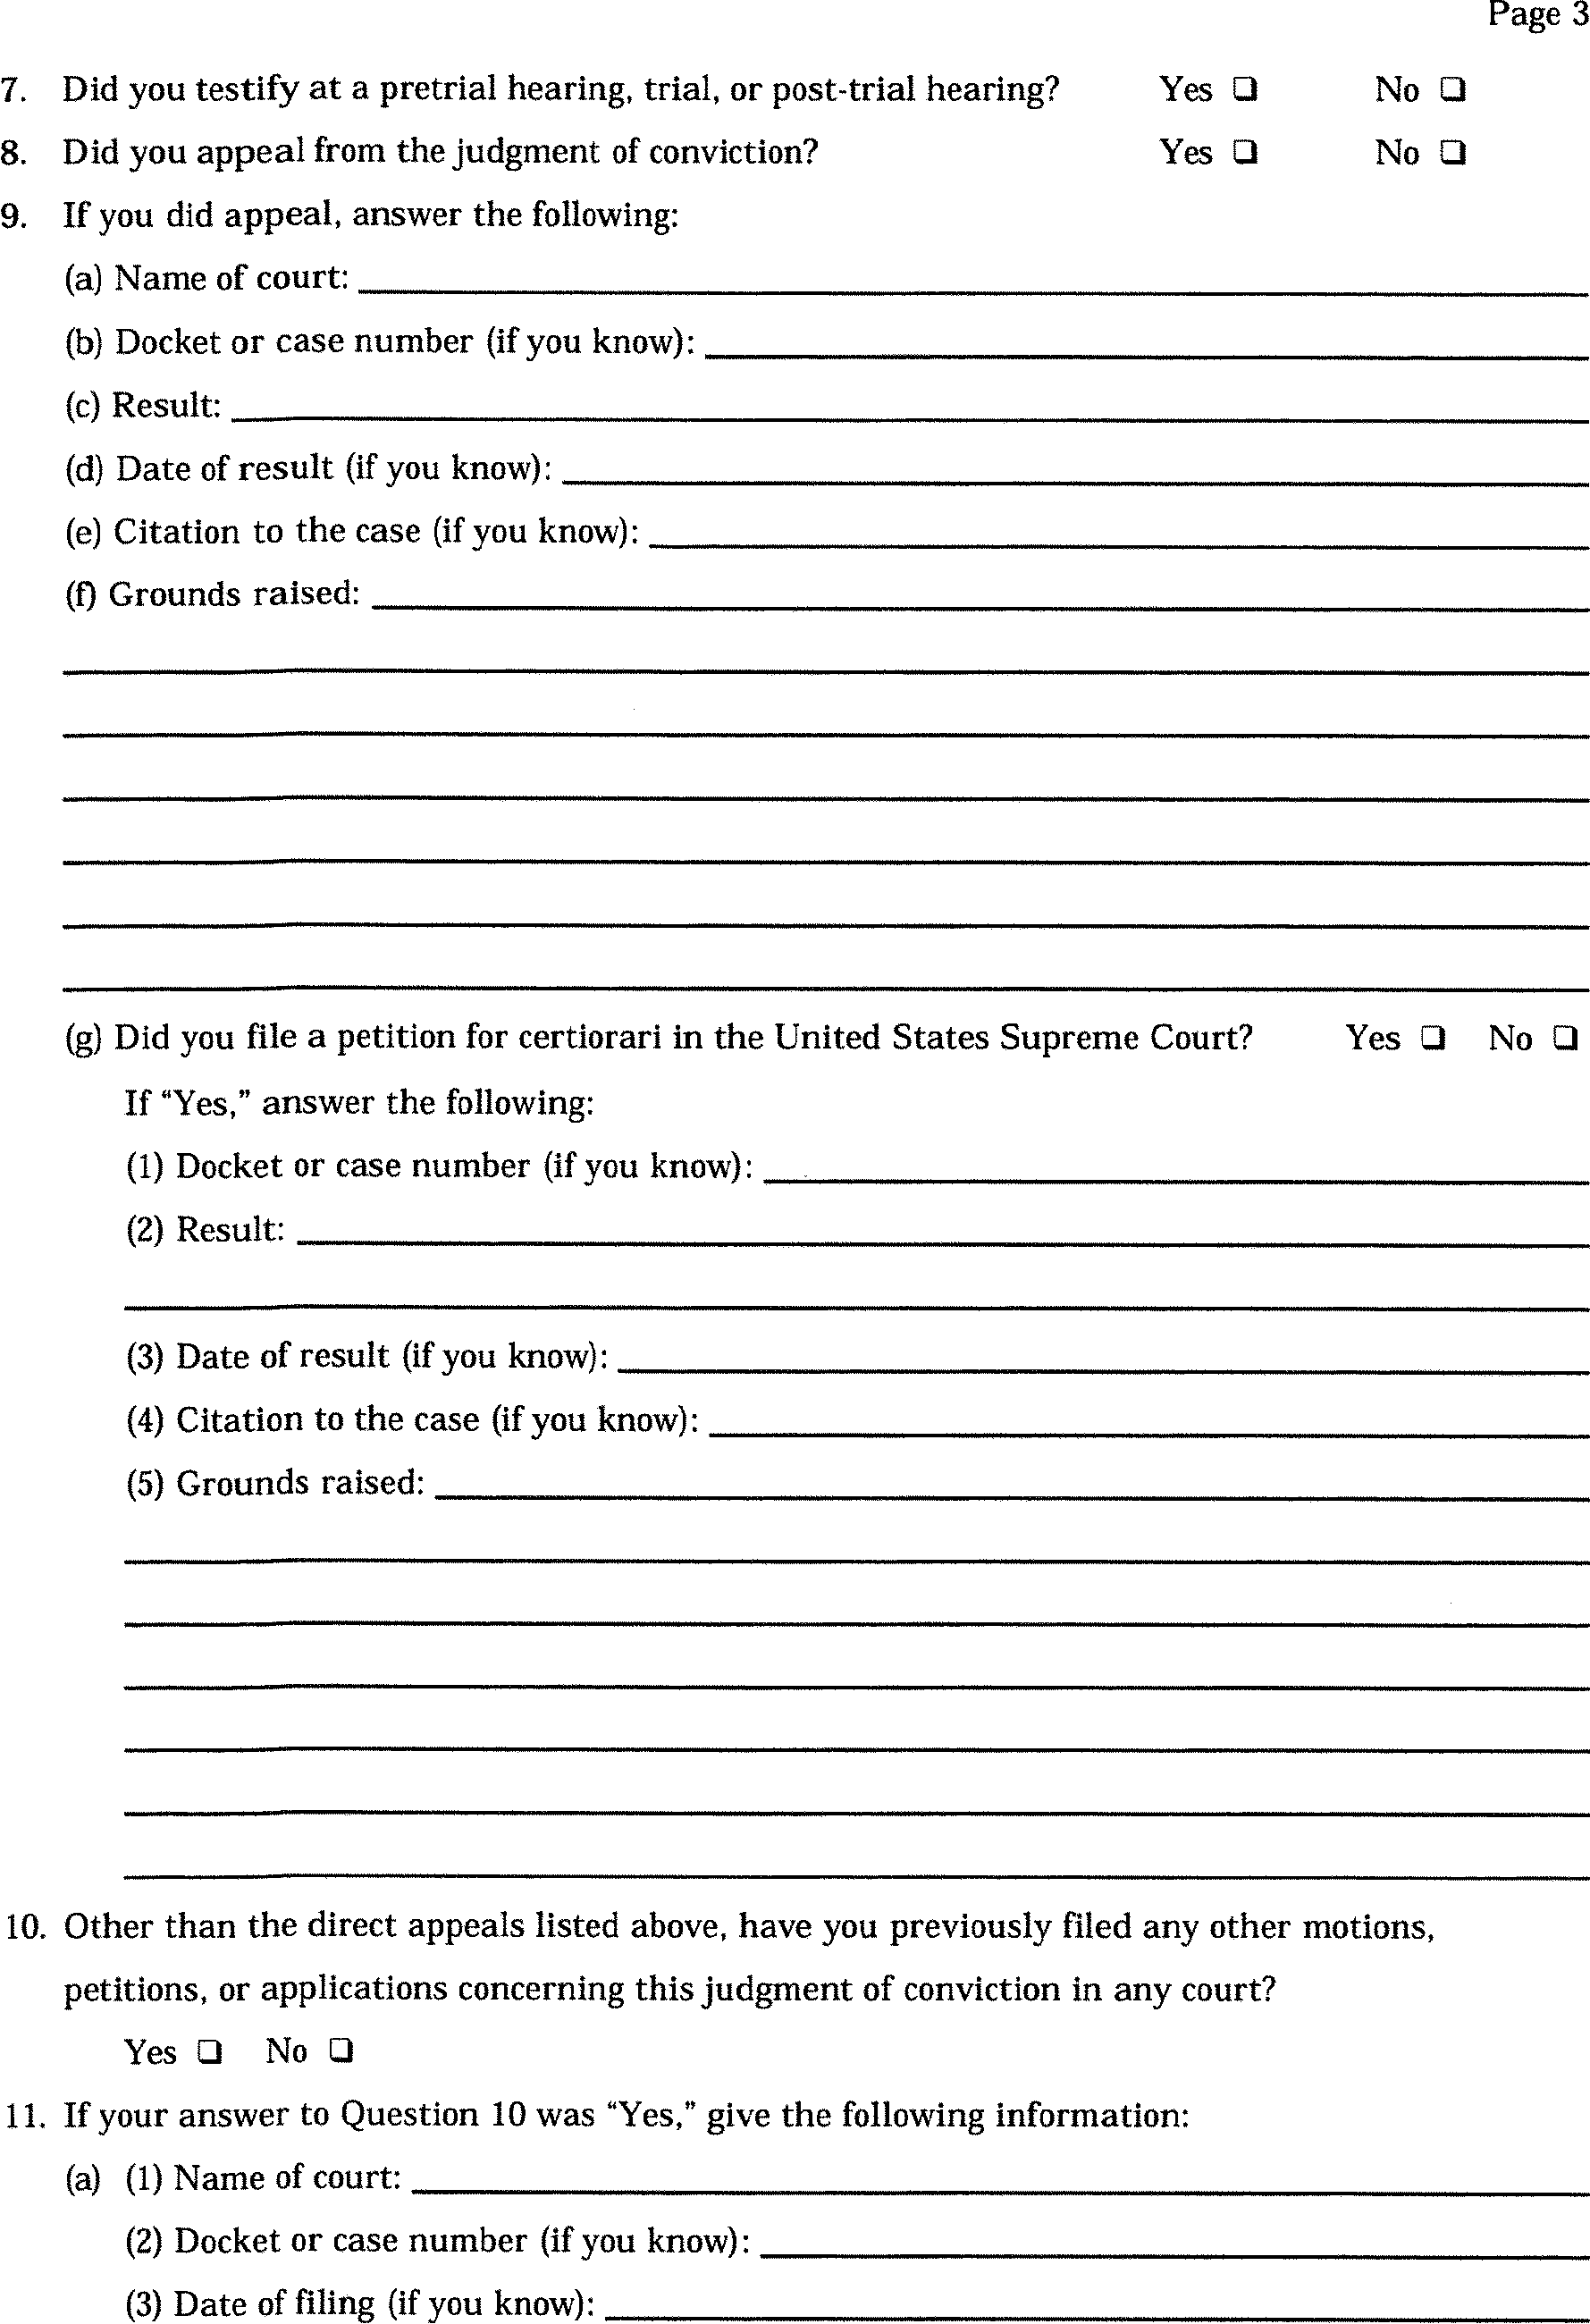 Page 3
7. Did you testify at a pretrial hearing, trial, or post-trial hearing? Yes ❏ No ❏
8. Did you appeal from the judgment of conviction? Yes ❏ No ❏
9. If you did appeal, answer the following:
(a) Name of court:
(b) Docket or case number (if you know):
(c) Result:
(d) Date of result (if you know):
(e) Citation to the case (if you know):
(f) Grounds raised:
(g) Did you file a petition for certiorari in the United States Supreme Court? Yes ❏ No ❏
If “Yes,” answer the following:
(1) Docket or case number (if you know):
(2) Result:
(3) Date of result (if you know):
(4) Citation to the case (if you know):
(5) Grounds raised:
10. Other than the direct appeals listed above, have you previously filed any other motions,
petitions, or applications concerning this judgment of conviction in any court?
Yes ❏ No ❏
11. If your answer to Question 10 was “Yes,” give the following information:
(a) (1) Name of court:
(2) Docket or case number (if you know):
(3) Date of filing (if you know):